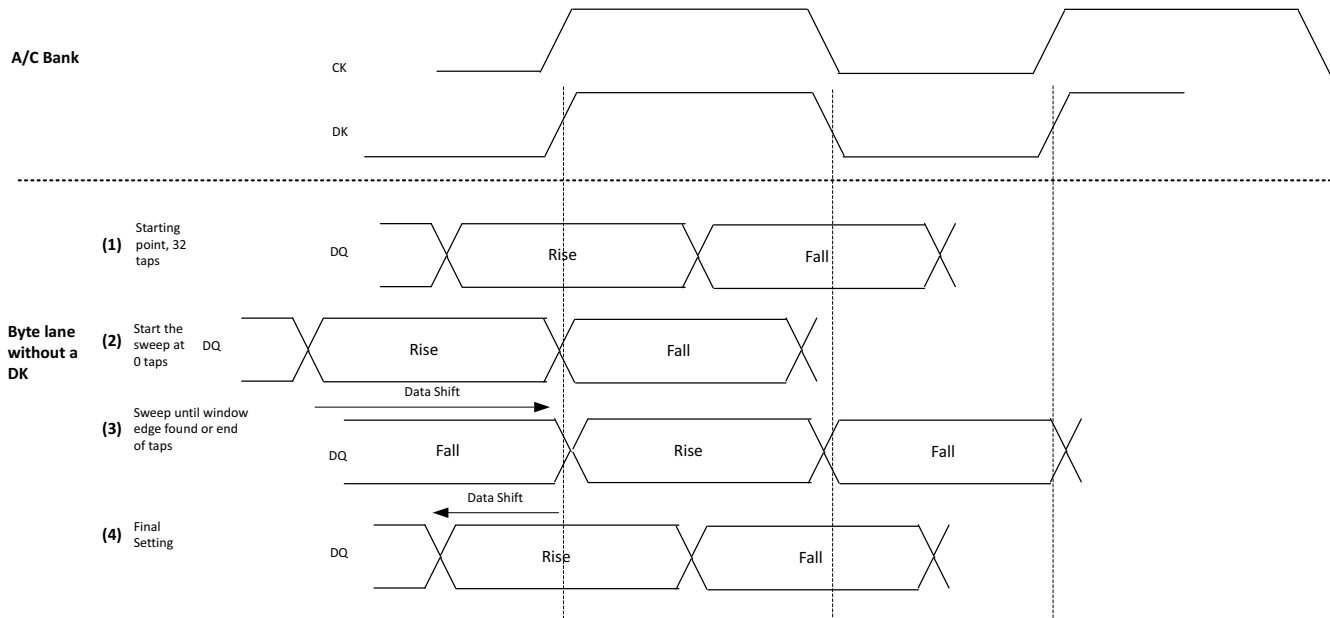 CK
A/C Bank
DK
(1) Starting
point, 32
taps
DQ
Rise
Fall
Byte lane
without a
DK
(2) Start the
sweep at
0 taps
DQ
Rise
Fall
Data Shift
(3) Sweep until window
edge found or end
of taps
DQ
Fall
Rise
Fall
Data Shift
(4) Final
Setting
DQ
Rise
Fall